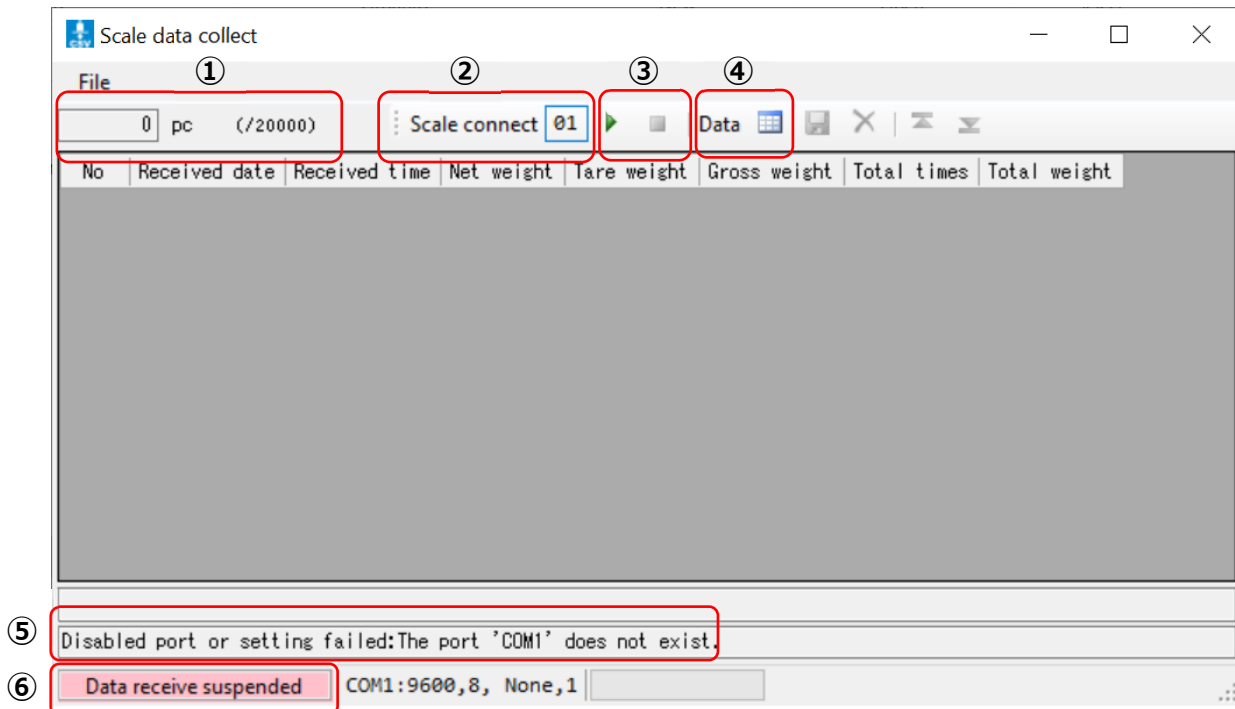 CSV Scale data collect
File ① ② ③ ④
0 pc (/20000) Scale connect 01 Data
No Received date Received time Net weight Tare weight Gross weight Total times Total weight
⑤ Disabled port or setting failed:The port 'COM1' does not exist.
⑥ Data receive suspended COM1:9600,8, None,1